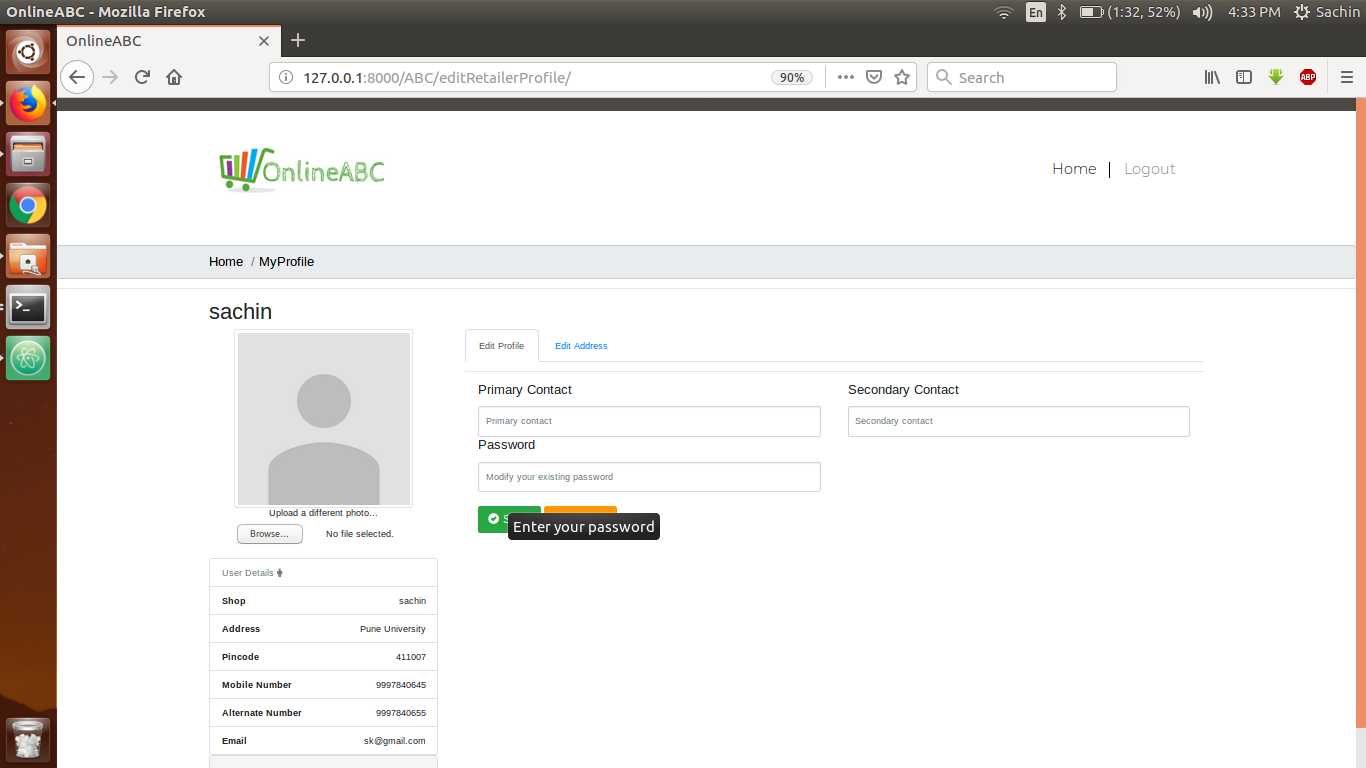 OnlineABC - Mozilla Firefox
En (1:32, 52%) 4:33 PM Sachin
OnlineABC
127.0.0.1:8000/ABC/editRetailerProfile/ 90% Search ABP
OnlineABC
Home | Logout
Home / MyProfile
sachin
Edit Profile Edit Address
Primary Contact Secondary Contact
Primary contact Secondary contact
Password
Modify your existing password
Upload a different photo...
Enter your password
Browse... No file selected.
User Details
Shop sachin
Address Pune University
Pincode 411007
Mobile Number 9997840645
Alternate Number 9997840655
Email sk@gmail.com